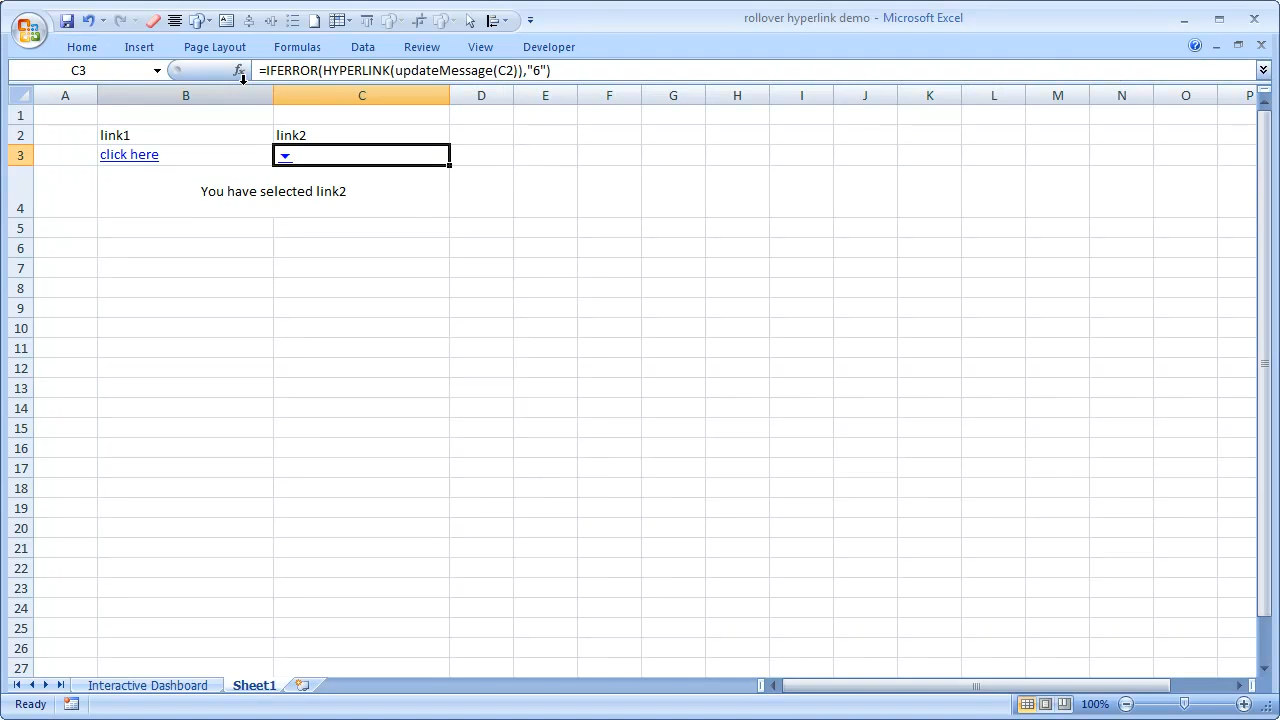 rollover hyperlink demo - Microsoft Excel
Home Insert Page Layout Formulas Data Review View Developer
C3 fx =IFERROR(HYPERLINK(updateMessage(C2)),"6")
A B C D E F G H I J K L M N O P
1
2 link1 link2
3 click here
You have selected link2
4
5
6
7
8
9
10
11
12
13
14
15
16
17
18
19
20
21
22
23
24
25
26
27
Interactive Dashboard Sheet1
Ready 100%